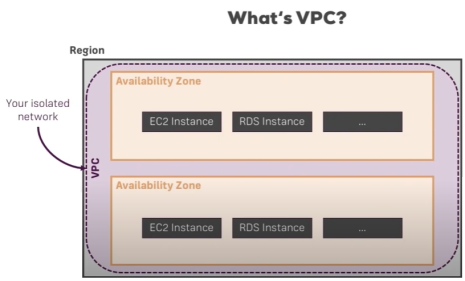 What's VPC?
Region
Availability Zone
EC2 Instance
RDS Instance
...
Your isolated
network
VPC
Availability Zone
EC2 Instance
RDS Instance
...